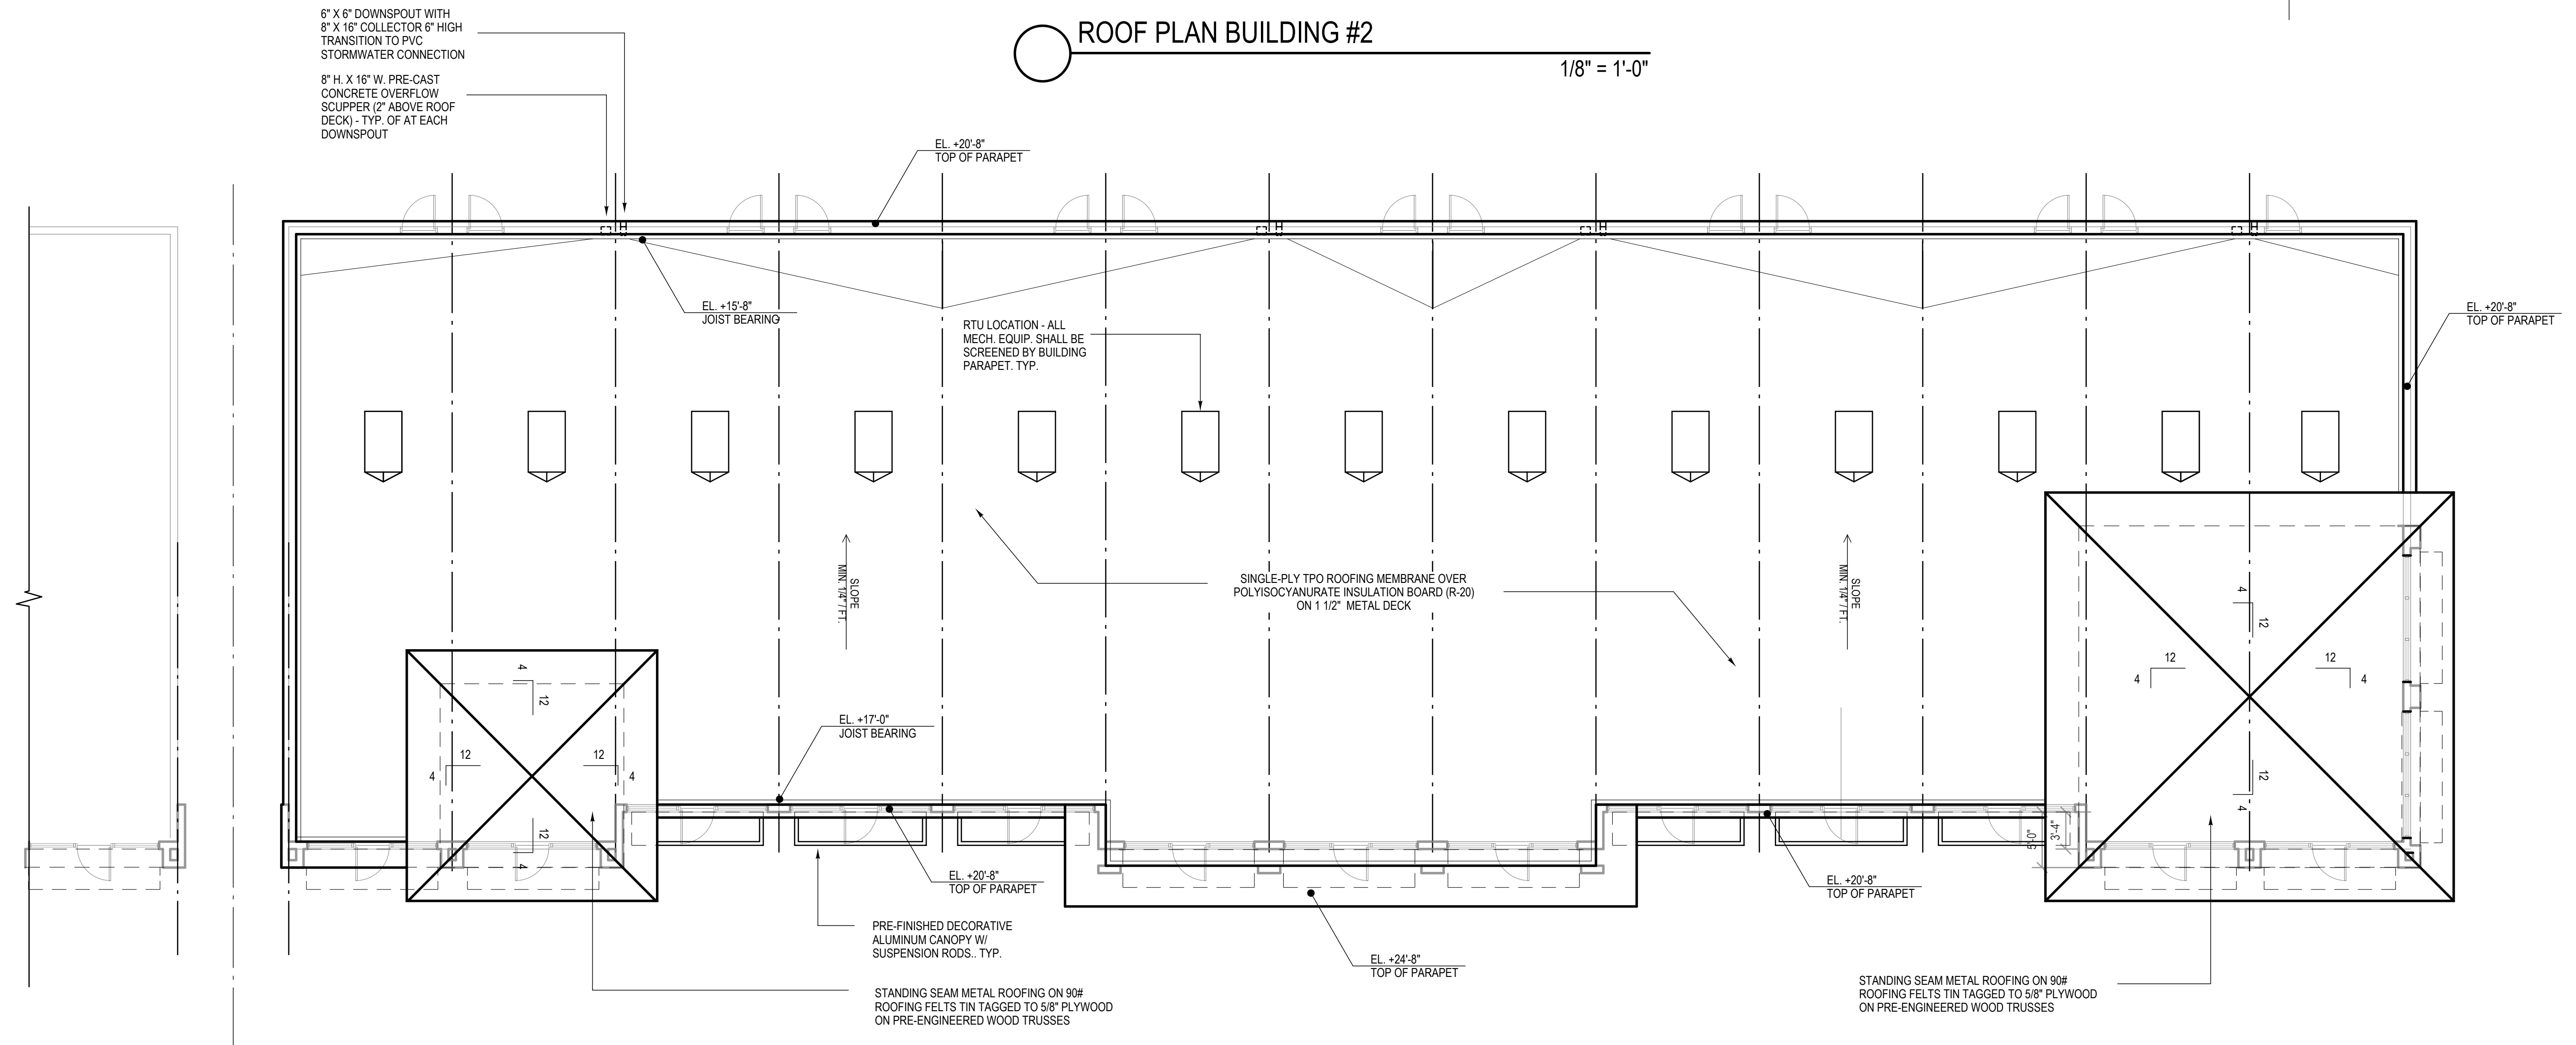 ROOF PLAN BUILDING #2
1/8" = 1'-0"
6" X 6" DOWNSPOUT WITH
8" X 16" COLLECTOR 6" HIGH
TRANSITION TO PVC
STORMWATER CONNECTION
8" H. X 16" W. PRE-CAST
CONCRETE OVERFLOW
SCUPPER (2" ABOVE ROOF
DECK) - TYP. OF AT EACH
DOWNSPOUT
EL. +20'-8"
TOP OF PARAPET
EL. +15'-8"
JOIST BEARING
RTU LOCATION - ALL
MECH. EQUIP. SHALL BE
SCREENED BY BUILDING
PARAPET. TYP.
EL. +20'-8"
TOP OF PARAPET
SLOPE
MIN. 1/4" / FT.
SINGLE-PLY TPO ROOFING MEMBRANE OVER
POLYISOCYANURATE INSULATION BOARD (R-20)
ON 1 1/2" METAL DECK
SLOPE
MIN. 1/4" / FT.
4
12
12
4
12
4
12
4
4
12
12
4
12
4
12
4
EL. +17'-0"
JOIST BEARING
5'-0"
3'-4"
EL. +20'-8"
TOP OF PARAPET
EL. +20'-8"
TOP OF PARAPET
PRE-FINISHED DECORATIVE
ALUMINUM CANOPY W/
SUSPENSION RODS.. TYP.
EL. +24'-8"
TOP OF PARAPET
STANDING SEAM METAL ROOFING ON 90#
ROOFING FELTS TIN TAGGED TO 5/8" PLYWOOD
ON PRE-ENGINEERED WOOD TRUSSES
STANDING SEAM METAL ROOFING ON 90#
ROOFING FELTS TIN TAGGED TO 5/8" PLYWOOD
ON PRE-ENGINEERED WOOD TRUSSES